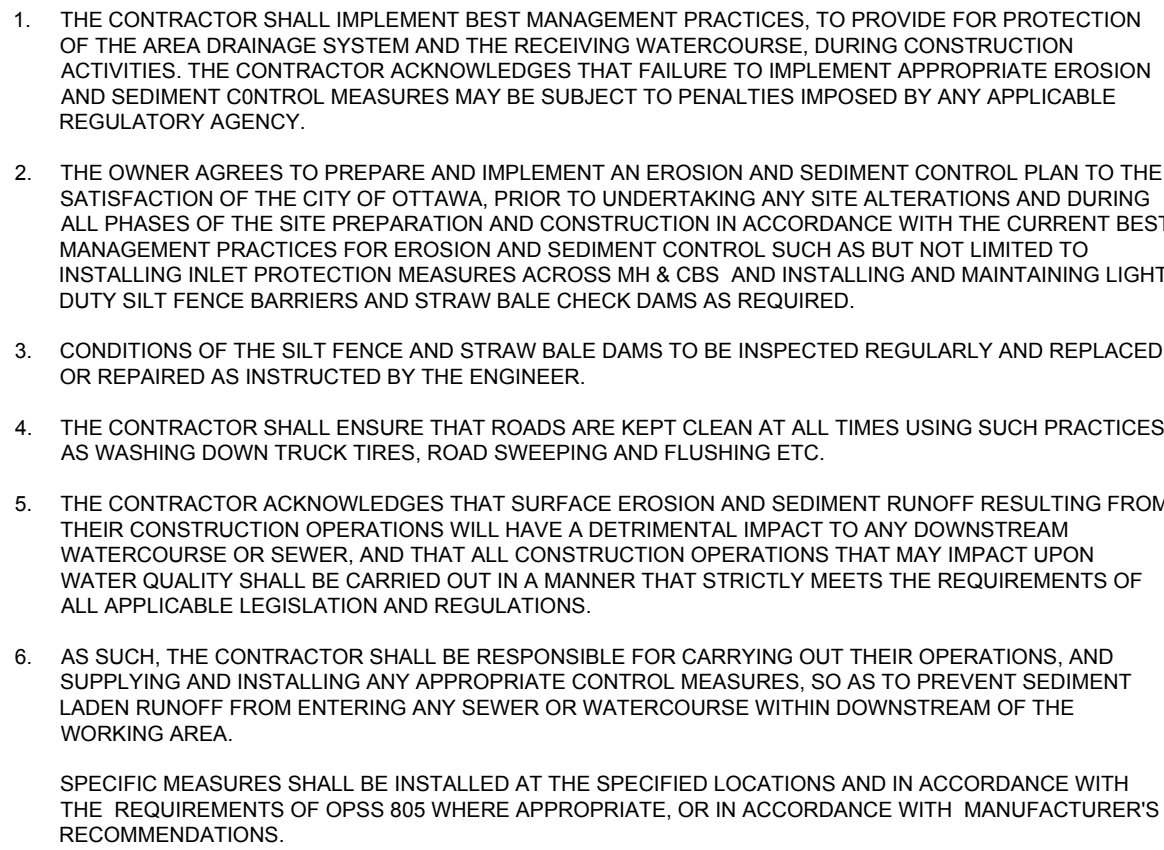 1. THE CONTRACTOR SHALL IMPLEMENT BEST MANAGEMENT PRACTICES, TO PROVIDE FOR PROTECTION
OF THE AREA DRAINAGE SYSTEM AND THE RECEIVING WATERCOURSE, DURING CONSTRUCTION
ACTIVITIES. THE CONTRACTOR ACKNOWLEDGES THAT FAILURE TO IMPLEMENT APPROPRIATE EROSION
AND SEDIMENT C0NTROL MEASURES MAY BE SUBJECT TO PENALTIES IMPOSED BY ANY APPLICABLE
REGULATORY AGENCY.
2. THE OWNER AGREES TO PREPARE AND IMPLEMENT AN EROSION AND SEDIMENT CONTROL PLAN TO THE
SATISFACTION OF THE CITY OF OTTAWA, PRIOR TO UNDERTAKING ANY SITE ALTERATIONS AND DURING
ALL PHASES OF THE SITE PREPARATION AND CONSTRUCTION IN ACCORDANCE WITH THE CURRENT BEST
MANAGEMENT PRACTICES FOR EROSION AND SEDIMENT CONTROL SUCH AS BUT NOT LIMITED TO
INSTALLING INLET PROTECTION MEASURES ACROSS MH & CBS AND INSTALLING AND MAINTAINING LIGHT
DUTY SILT FENCE BARRIERS AND STRAW BALE CHECK DAMS AS REQUIRED.
3. CONDITIONS OF THE SILT FENCE AND STRAW BALE DAMS TO BE INSPECTED REGULARLY AND REPLACED
OR REPAIRED AS INSTRUCTED BY THE ENGINEER.
4. THE CONTRACTOR SHALL ENSURE THAT ROADS ARE KEPT CLEAN AT ALL TIMES USING SUCH PRACTICES
AS WASHING DOWN TRUCK TIRES, ROAD SWEEPING AND FLUSHING ETC.
5. THE CONTRACTOR ACKNOWLEDGES THAT SURFACE EROSION AND SEDIMENT RUNOFF RESULTING FROM
THEIR CONSTRUCTION OPERATIONS WILL HAVE A DETRIMENTAL IMPACT TO ANY DOWNSTREAM
WATERCOURSE OR SEWER, AND THAT ALL CONSTRUCTION OPERATIONS THAT MAY IMPACT UPON
WATER QUALITY SHALL BE CARRIED OUT IN A MANNER THAT STRICTLY MEETS THE REQUIREMENTS OF
ALL APPLICABLE LEGISLATION AND REGULATIONS.
6. AS SUCH, THE CONTRACTOR SHALL BE RESPONSIBLE FOR CARRYING OUT THEIR OPERATIONS, AND
SUPPLYING AND INSTALLING ANY APPROPRIATE CONTROL MEASURES, SO AS TO PREVENT SEDIMENT
LADEN RUNOFF FROM ENTERING ANY SEWER OR WATERCOURSE WITHIN DOWNSTREAM OF THE
WORKING AREA.
SPECIFIC MEASURES SHALL BE INSTALLED AT THE SPECIFIED LOCATIONS AND IN ACCORDANCE WITH
THE REQUIREMENTS OF OPSS 805 WHERE APPROPRIATE, OR IN ACCORDANCE WITH MANUFACTURER'S
RECOMMENDATIONS.